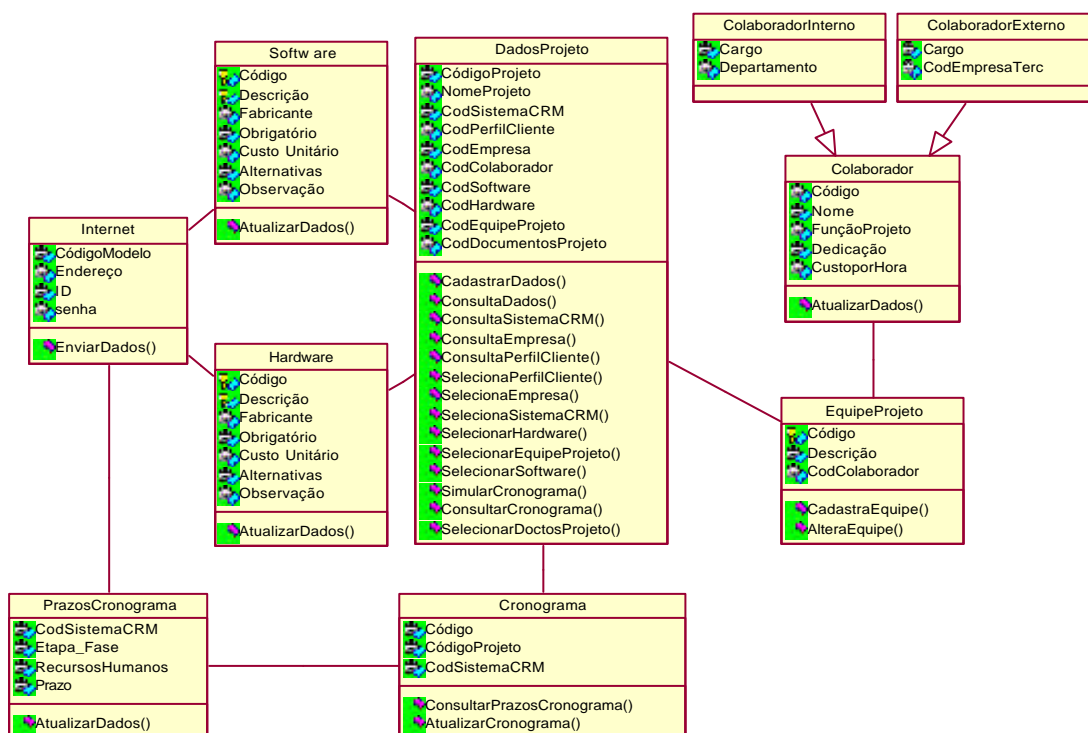 ColaboradorInterno
Cargo
Departamento
ColaboradorExterno
Cargo
CodEmpresaTerc
Softw are
Código
Descrição
Fabricante
Obrigatório
Custo Unitário
Alternativas
Observação
AtualizarDados()
DadosProjeto
CódigoProjeto
NomeProjeto
CodSistemaCRM
CodPerfilCliente
CodEmpresa
CodColaborador
CodSoftware
CodHardware
CodEquipeProjeto
CodDocumentosProjeto
CadastrarDados()
ConsultaDados()
ConsultaSistemaCRM()
ConsultaEmpresa()
ConsultaPerfilCliente()
SelecionaPerfilCliente()
SelecionaEmpresa()
SelecionaSistemaCRM()
SelecionarHardware()
SelecionarEquipeProjeto()
SelecionarSoftware()
SimularCronograma()
ConsultarCronograma()
SelecionarDoctosProjeto()
Colaborador
Código
Nome
FunçãoProjeto
Dedicação
CustoporHora
AtualizarDados()
Internet
CódigoModelo
Endereço
ID
senha
EnviarDados()
Hardware
Código
Descrição
Fabricante
Obrigatório
Custo Unitário
Alternativas
Observação
AtualizarDados()
EquipeProjeto
Código
Descrição
CodColaborador
CadastraEquipe()
AlteraEquipe()
PrazosCronograma
CodSistemaCRM
Etapa_Fase
RecursosHumanos
Prazo
AtualizarDados()
Cronograma
Código
CódigoProjeto
CodSistemaCRM
ConsultarPrazosCronograma()
AtualizarCronograma()